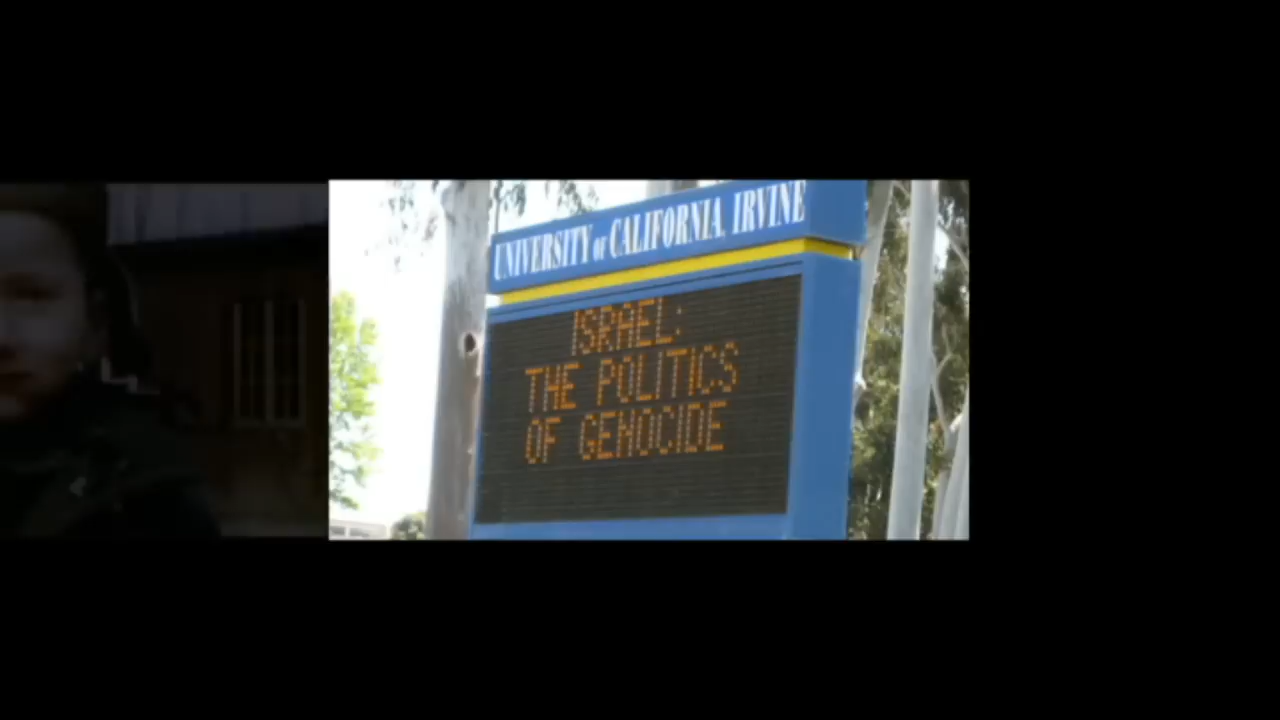 UNIVERSITY of CALIFORNIA, IRVINE
ISRAEL:
THE POLITICS
OF GENOCIDE